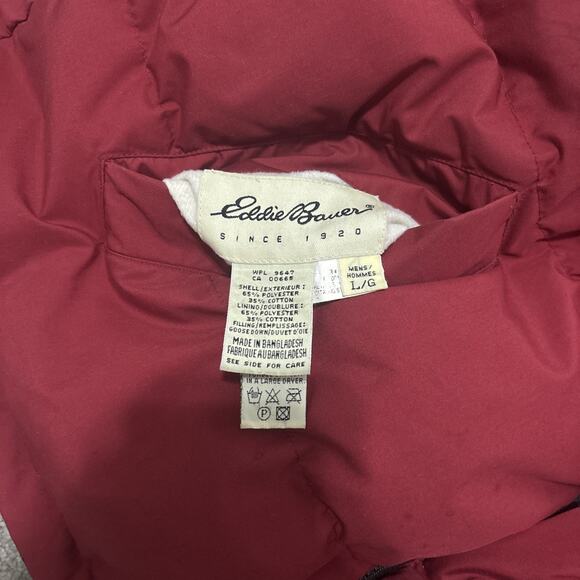 Eddie Bauer®
SINCE 1920
WPL 9647
CA 00665
SHELL/EXTERIEUR:
65% POLYESTER
35% COTTON
LINING/DOUBLURE:
65% POLYESTER
35% COTTON
FILLING/REMPLISSAGE:
GOOSE DOWN/DUVET D'OIE
MADE IN BANGLADESH
FABRIQUE AU BANGLADESH
SEE SIDE FOR CARE
IN A LARGE DRYER.
P
MENS/
HOMMES
L/G